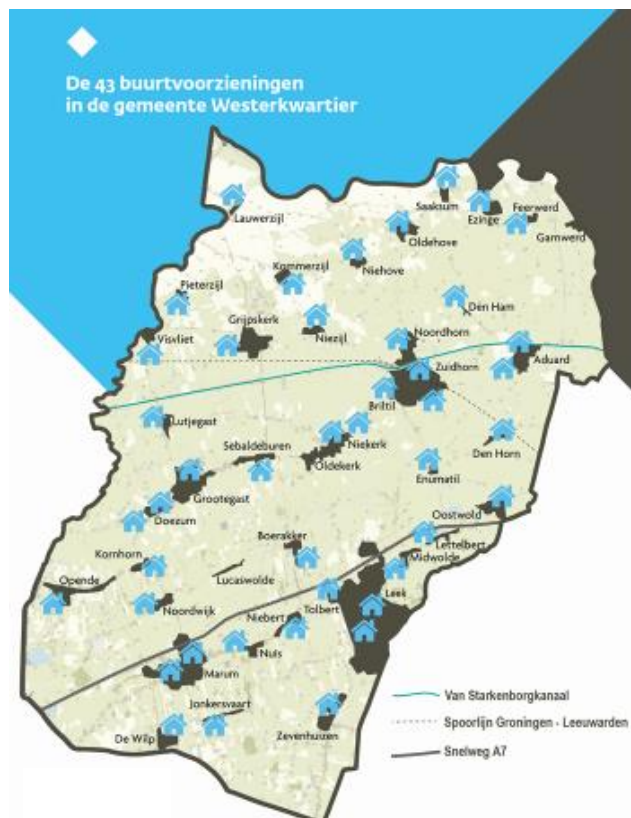 De 43 buurtvoorzieningen
in de gemeente Westerkwartier
Lauwerzijl
Saaksum
Ezinge
Feerwerd
Garnwerd
Oldehove
Niehove
Kommerzijl
Pieterzijl
Den Ham
Grijpskerk
Niezijl
Noordhorn
Visvliet
Aduard
Zuidhorn
Briltil
Lutjegast
Sebaldeburen
Niekerk
Oldekerk
Den Horn
Enumatil
Grootegast
Oostwold
Doezum
Boerakker
Lettelbert
Kornhorn
Midwolde
Opende
Lucaswolde
Leek
Noordwijk
Niebert
Tolbert
Nuis
Marum
Jonkersvaart
De Wilp
Zevenhuizen
Van Starkenborgkanaal
Spoorlijn Groningen - Leeuwarden
Snelweg A7